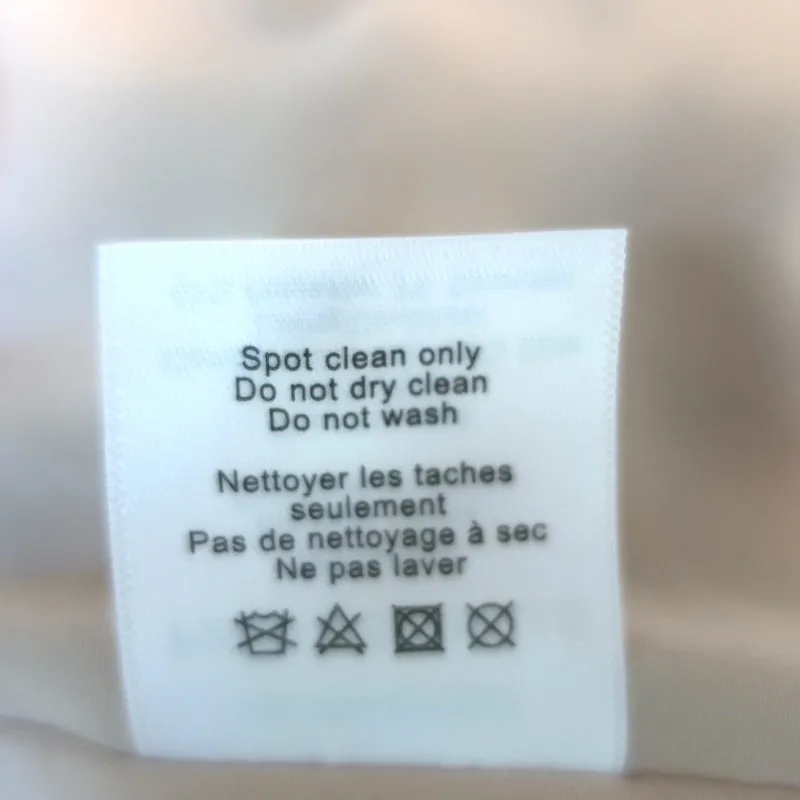 Spot clean only
Do not dry clean
Do not wash
Nettoyer les taches
seulement
Pas de nettoyage à sec
Ne pas laver